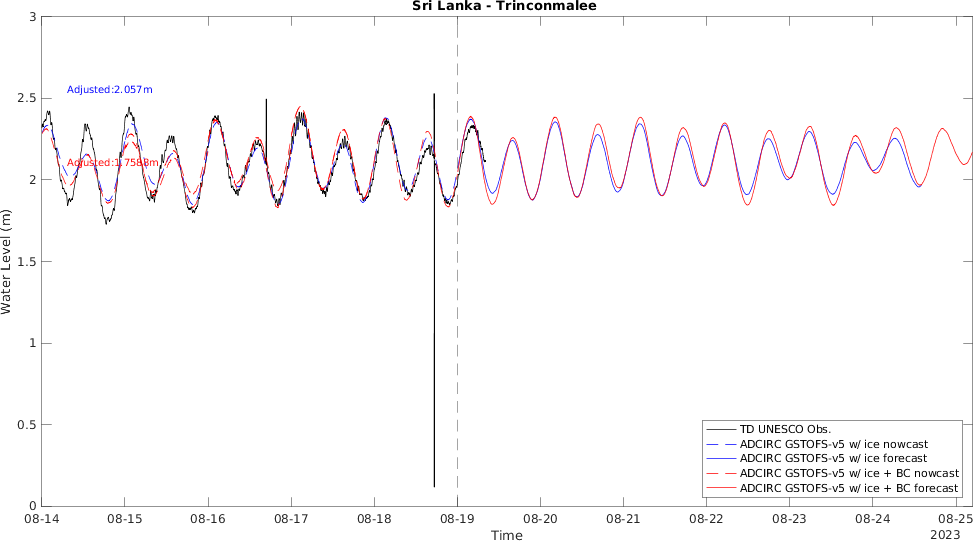 Sri Lanka - Trinconmalee
3
2.5
2
1.5
1
0.5
0
Water Level (m)
Adjusted:2.057m
TD UNESCO Obs.
ADCIRC GSTOFS-v5 w/ ice nowcast
ADCIRC GSTOFS-v5 w/ ice forecast
ADCIRC GSTOFS-v5 w/ ice + BC nowcast
ADCIRC GSTOFS-v5 w/ ice + BC forecast
08-14 08-15 08-16 08-17 08-18 08-19 08-20 08-21 08-22 08-23 08-24 08-25
Time
2023